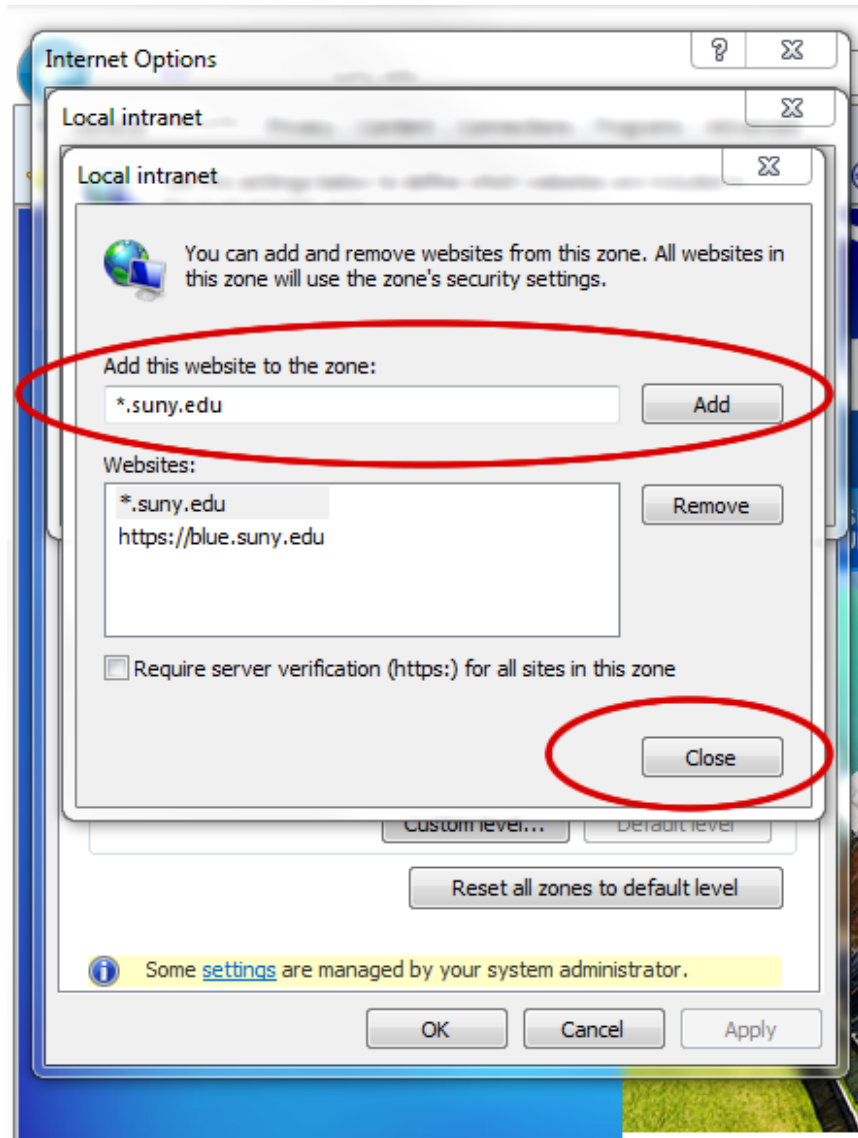 Internet Options
Local intranet
Local intranet
You can add and remove websites from this zone. All websites in
this zone will use the zone's security settings.
Add this website to the zone:
*.suny.edu
Add
Websites:
*.suny.edu
Remove
https://blue.suny.edu
Require server verification (https:) for all sites in this zone
Close
Custom level... Default level
Reset all zones to default level
Some settings are managed by your system administrator.
OK Cancel Apply